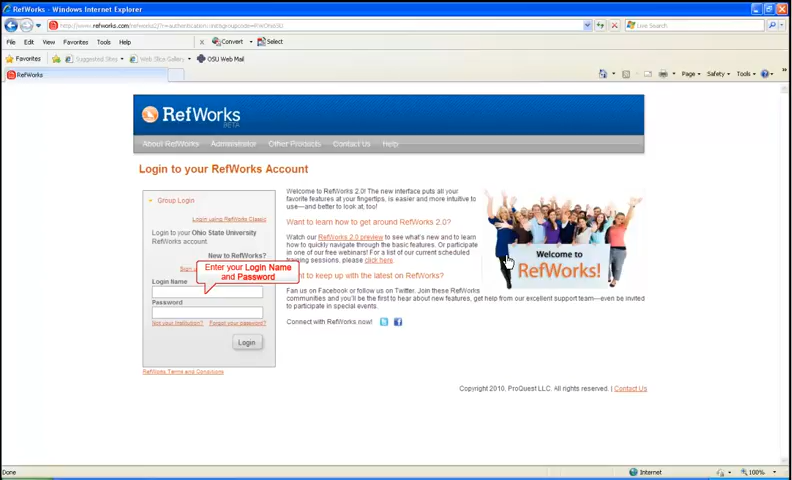 RefWorks - Windows Internet Explorer
File Edit View Favorites Tools Help
Convert Select
Live Search
Favorites Suggested Sites Web Slice Gallery OSU Web Mail
RefWorks
Page Safety Tools
RefWorks
BETA
About RefWorks Administrator Other Products Contact Us Help
Login to your RefWorks Account
Group Login
Login using RefWorks Classic
Login to your Ohio State University
RefWorks account.
New to RefWorks?
Sign
Enter your Login Name
and Password
Login Name
Password
Not your Institution? Forgot your password?
Login
RefWorks Terms and Conditions
Welcome to RefWorks 2.0! The new interface puts all your
favorite features at your fingertips, is easier and more intuitive to
use—and better to look at, too!
Want to learn how to get around RefWorks 2.0?
Watch our RefWorks 2.0 preview to see what's new and to learn
how to quickly navigate through the basic features. Or participate
in one of our free webinars! For a list of our current scheduled
training sessions, please click here.
nt to keep up with the latest on RefWorks?
Fan us on Facebook or follow us on Twitter. Join these RefWorks
communities and you'll be the first to hear about new features, get help from our excellent support team—even be invited
to participate in special events.
Connect with RefWorks now!
Welcome to
RefWorks!
Copyright 2010, ProQuest LLC. All rights reserved. | Contact Us
Done
Internet
100%